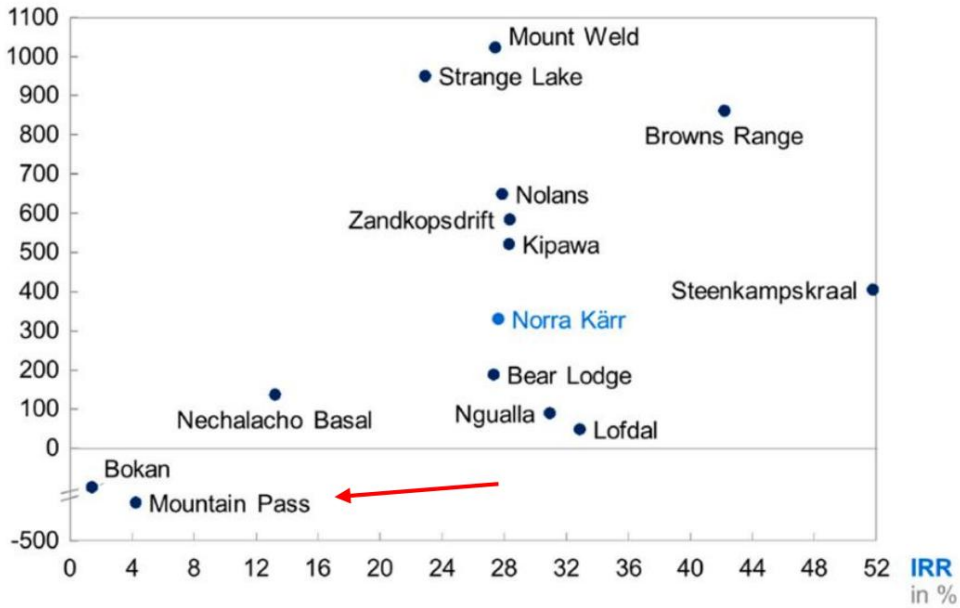 1100
Mount Weld
1000
Strange Lake
900
Browns Range
800
700
Nolans
600
Zandkopsdrift
Kipawa
500
400
Steenkampskraal
300
Norra Kärr
200
Bear Lodge
100
Nechalacho Basal
Ngualla
Lofdal
0
Bokan
Mountain Pass
-500
0 4 8 12 16 20 24 28 32 36 40 44 48 52 IRR
in %